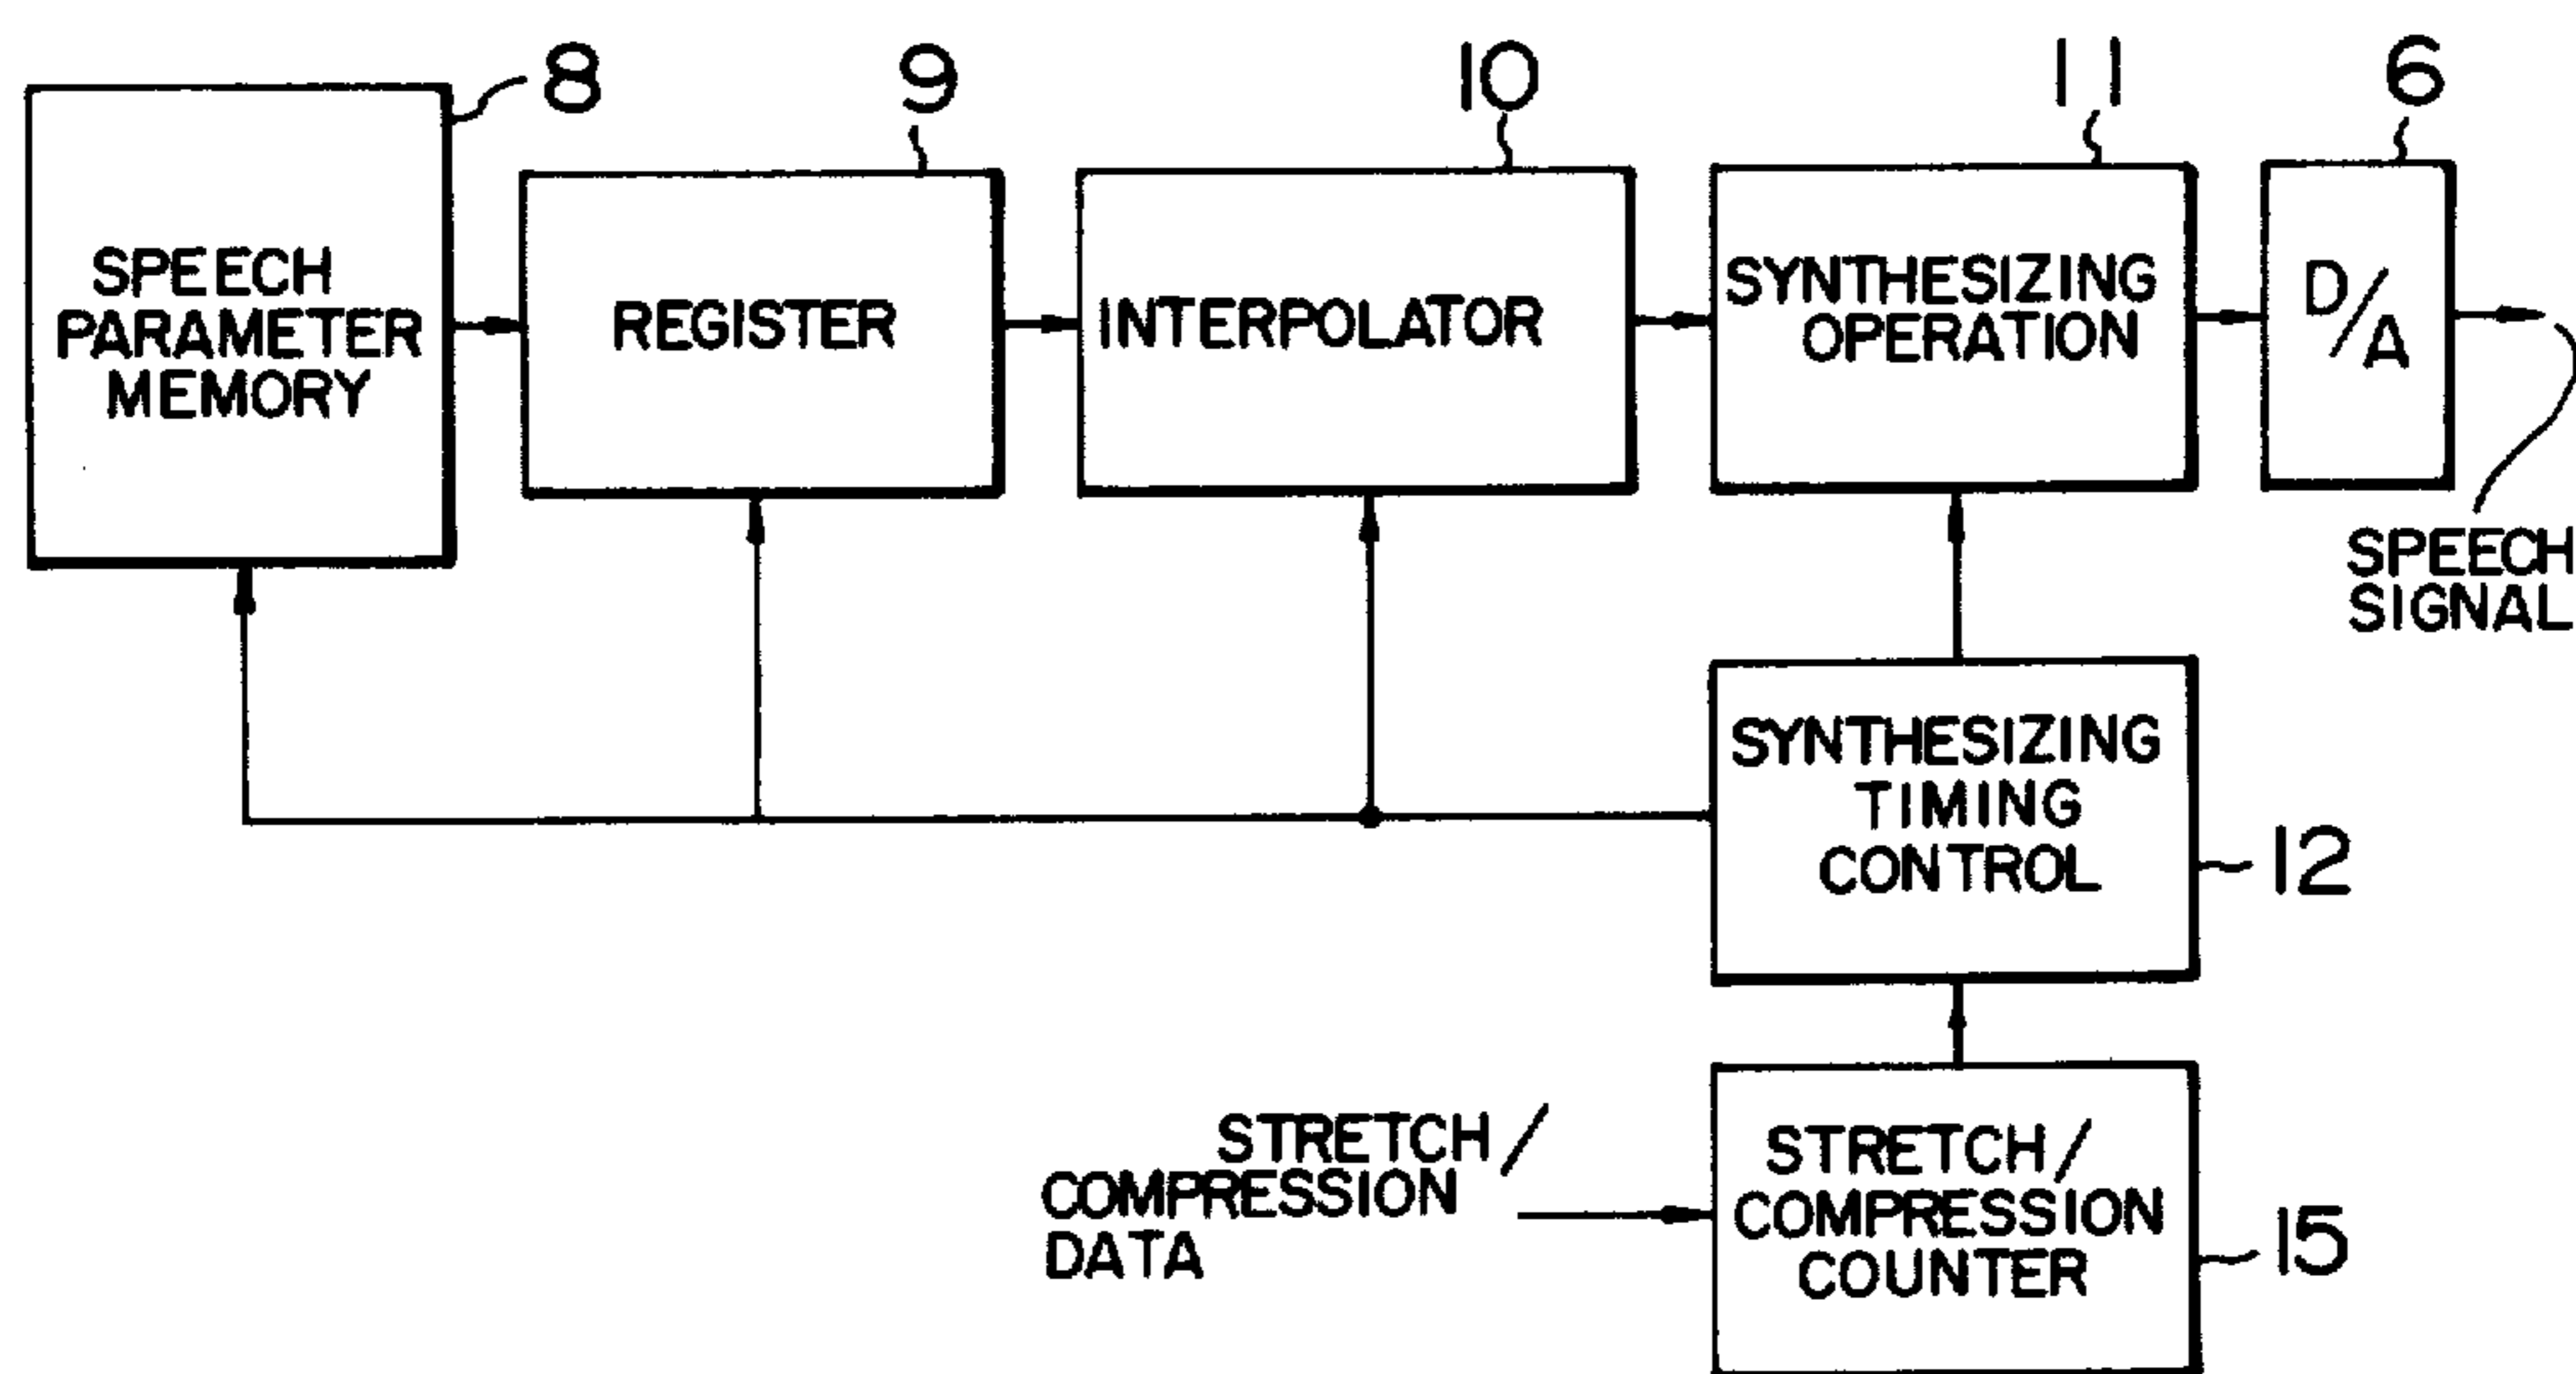 8
9
10
11
6
SPEECH
PARAMETER
MEMORY
REGISTER
INTERPOLATOR
SYNTHESIZING
OPERATION
D/A
SPEECH
SIGNAL
SYNTHESIZING
TIMING
CONTROL
12
STRETCH/
COMPRESSION
DATA
STRETCH/
COMPRESSION
COUNTER
15